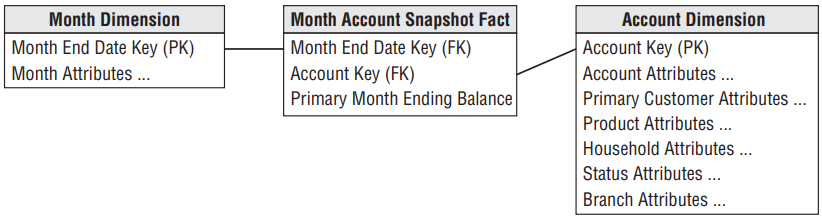 Month Dimension
Month End Date Key (PK)
Month Attributes ...
Month Account Snapshot Fact
Month End Date Key (FK)
Account Key (FK)
Primary Month Ending Balance
Account Dimension
Account Key (PK)
Account Attributes ...
Primary Customer Attributes ...
Product Attributes ...
Household Attributes ...
Status Attributes ...
Branch Attributes ...